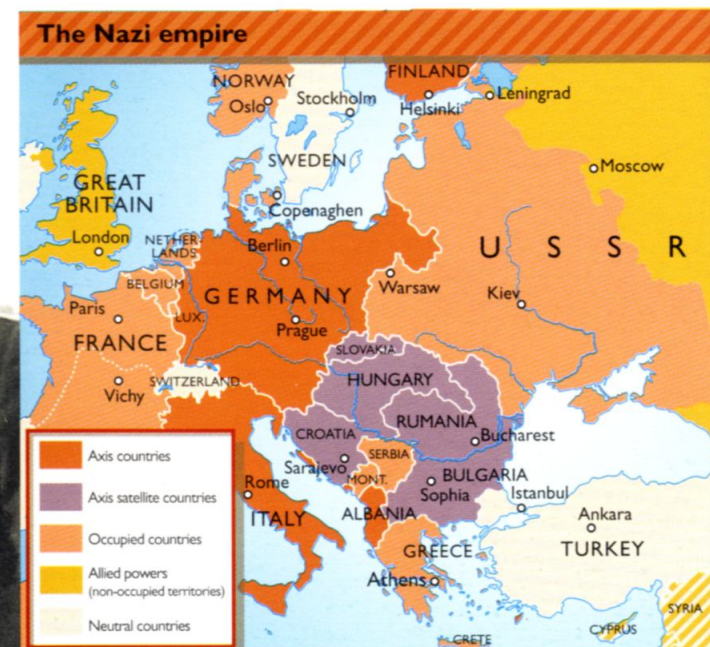 The Nazi empire
NORWAY
Oslo
Stockholm
FINLAND
Helsinki
Leningrad
SWEDEN
Moscow
GREAT
BRITAIN
London
Copenaghen
NETHER-
LANDS
Berlin
BELGIUM
GERMANY
Warsaw
U S S R
Kiev
Paris
LUX.
Prague
FRANCE
SLOVAKIA
Vichy
SWITZERLAND
HUNGARY
RUMANIA
CROATIA
Bucharest
SERBIA
Sarajevo
MONT.
BULGARIA
Sophia
Rome
ITALY
ALBANIA
Istanbul
Ankara
TURKEY
GREECE
Athens
SYRIA
CYPRUS
CRETE
Axis countries
Axis satellite countries
Occupied countries
Allied powers
(non-occupied territories)
Neutral countries